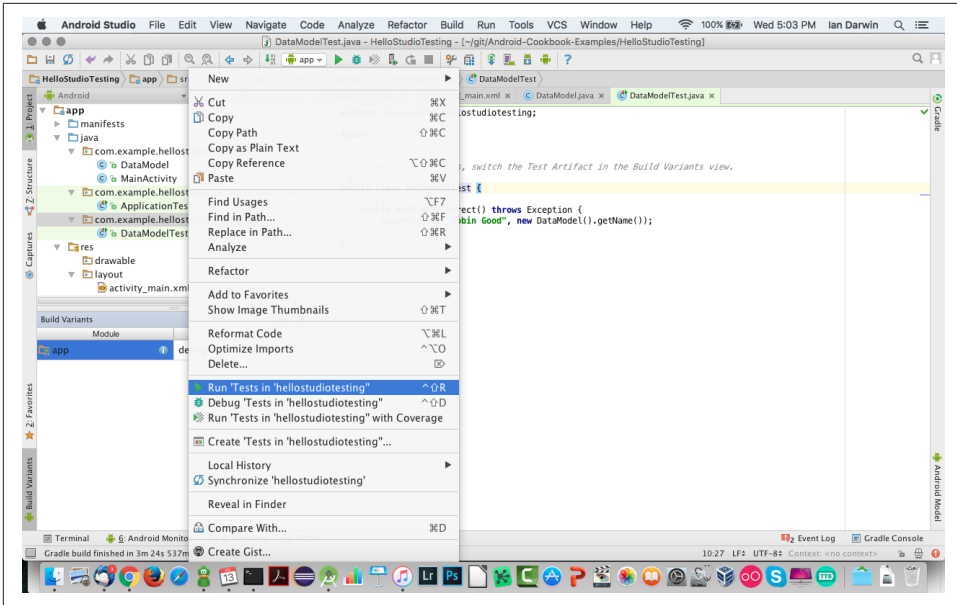 Android Studio File Edit View Navigate Code Analyze Refactor Build Run Tools VCS Window Help 100% Wed 5:03 PM Ian Darwin
DataModelTest.java - HelloStudioTesting - [~/git/Android-Cookbook-Examples/HelloStudioTesting]
app
HelloStudioTesting app sr DataModelTest
Android
_main.xml × DataModel.java × DataModelTest.java ×
1: Project
Z: Structure
Captures
2: Favorites
Build Variants
app
manifests
java
com.example.hellost
DataModel
MainActivity
com.example.hellost
ApplicationTes
com.example.hellost
DataModelTest
res
drawable
layout
activity_main.xml
Build Variants
Module
app de
New
Cut ⌘X
Copy ⌘C
Copy Path ⇧⌘C
Copy as Plain Text
Copy Reference ⌥⇧⌘C
Paste ⌘V
Find Usages ⌥F7
Find in Path... ⇧⌘F
Replace in Path... ⇧⌘R
Analyze
Refactor
Add to Favorites
Show Image Thumbnails ⇧⌘T
Reformat Code ⌥⌘L
Optimize Imports ^⌥O
Delete... ⌦
Run 'Tests in 'hellostudiotesting'' ^⇧R
Debug 'Tests in 'hellostudiotesting'' ^⇧D
Run 'Tests in 'hellostudiotesting'' with Coverage
Create 'Tests in 'hellostudiotesting''...
Local History
Synchronize 'hellostudiotesting'
Reveal in Finder
Compare With... ⌘D
Create Gist...
lostudiotesting;
s, switch the Test Artifact in the Build Variants view.
est {
rect() throws Exception {
obin Good", new DataModel().getName());
Gradle
Android Model
Terminal 6: Android Monito
2 Event Log Gradle Console
Gradle build finished in 3m 24s 537m
10:27 LF÷ UTF-8÷ Context: <no context>
13
Lr
Ps